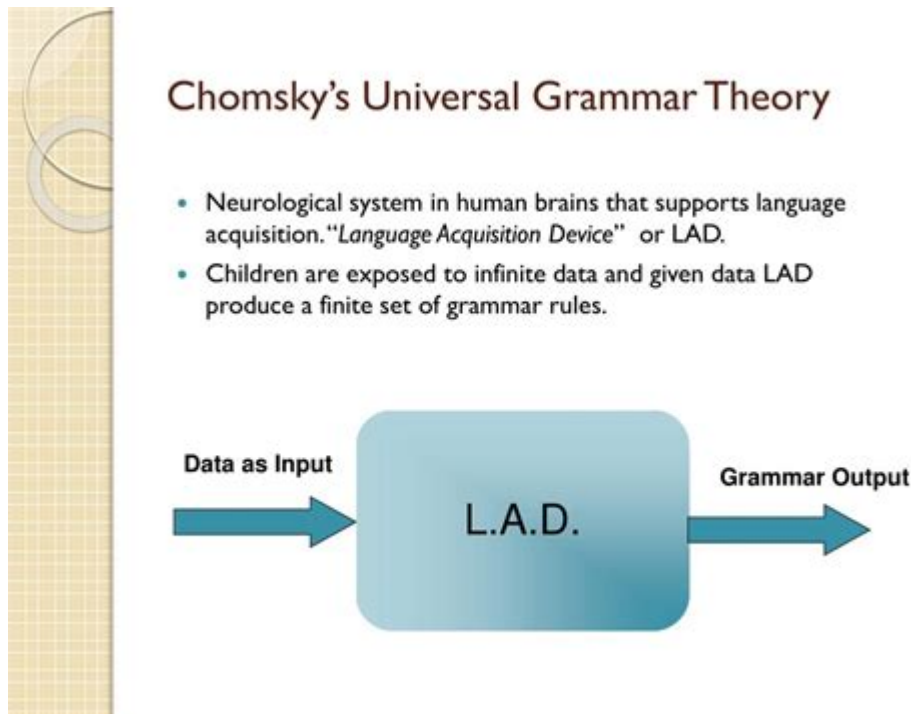 Chomsky's Universal Grammar Theory
• Neurological system in human brains that supports language
acquisition. “Language Acquisition Device” or LAD.
• Children are exposed to infinite data and given data LAD
produce a finite set of grammar rules.
Data as Input
L.A.D.
Grammar Output